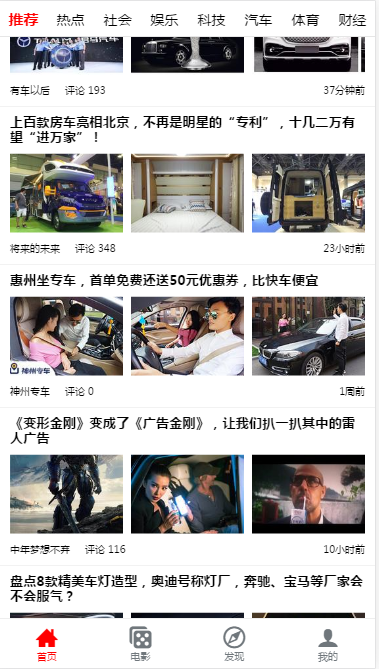 推荐 热点 社会 娱乐 科技 汽车 体育 财经
有车以后 评论 193 37分钟前
上百款房车亮相北京，不再是明星的“专利”，十几二万有
望“进万家”！
将来的未来 评论 348 23小时前
惠州坐专车，首单免费还送50元优惠券，比快车便宜
神州专车
神州专车 评论 0 1周前
《变形金刚》变成了《广告金刚》，让我们扒一扒其中的雷
人广告
中年梦想不弃 评论 116 10小时前
盘点8款精美车灯造型，奥迪号称灯厂，奔驰、宝马等厂家会
不会服气？
首页 电影 发现 我的